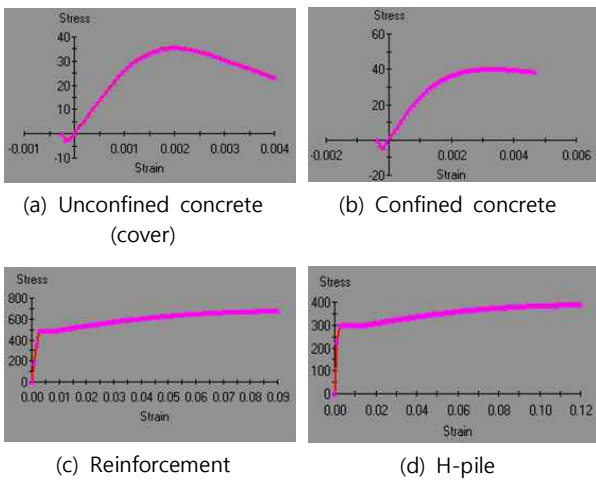 Stress
40
30
20
10
-10
-0.001 0.001 0.002 0.003 0.004
Strain
(a) Unconfined concrete
(cover)
Stress
60
40
20
-20
-0.002 0.002 0.004 0.006
Strain
(b) Confined concrete
Stress
800
600
400
200
0
0.00 0.01 0.02 0.03 0.04 0.05 0.06 0.07 0.08 0.09
Strain
(c) Reinforcement
Stress
400
300
200
100
0
0.00 0.02 0.04 0.06 0.08 0.10 0.12
Strain
(d) H-pile